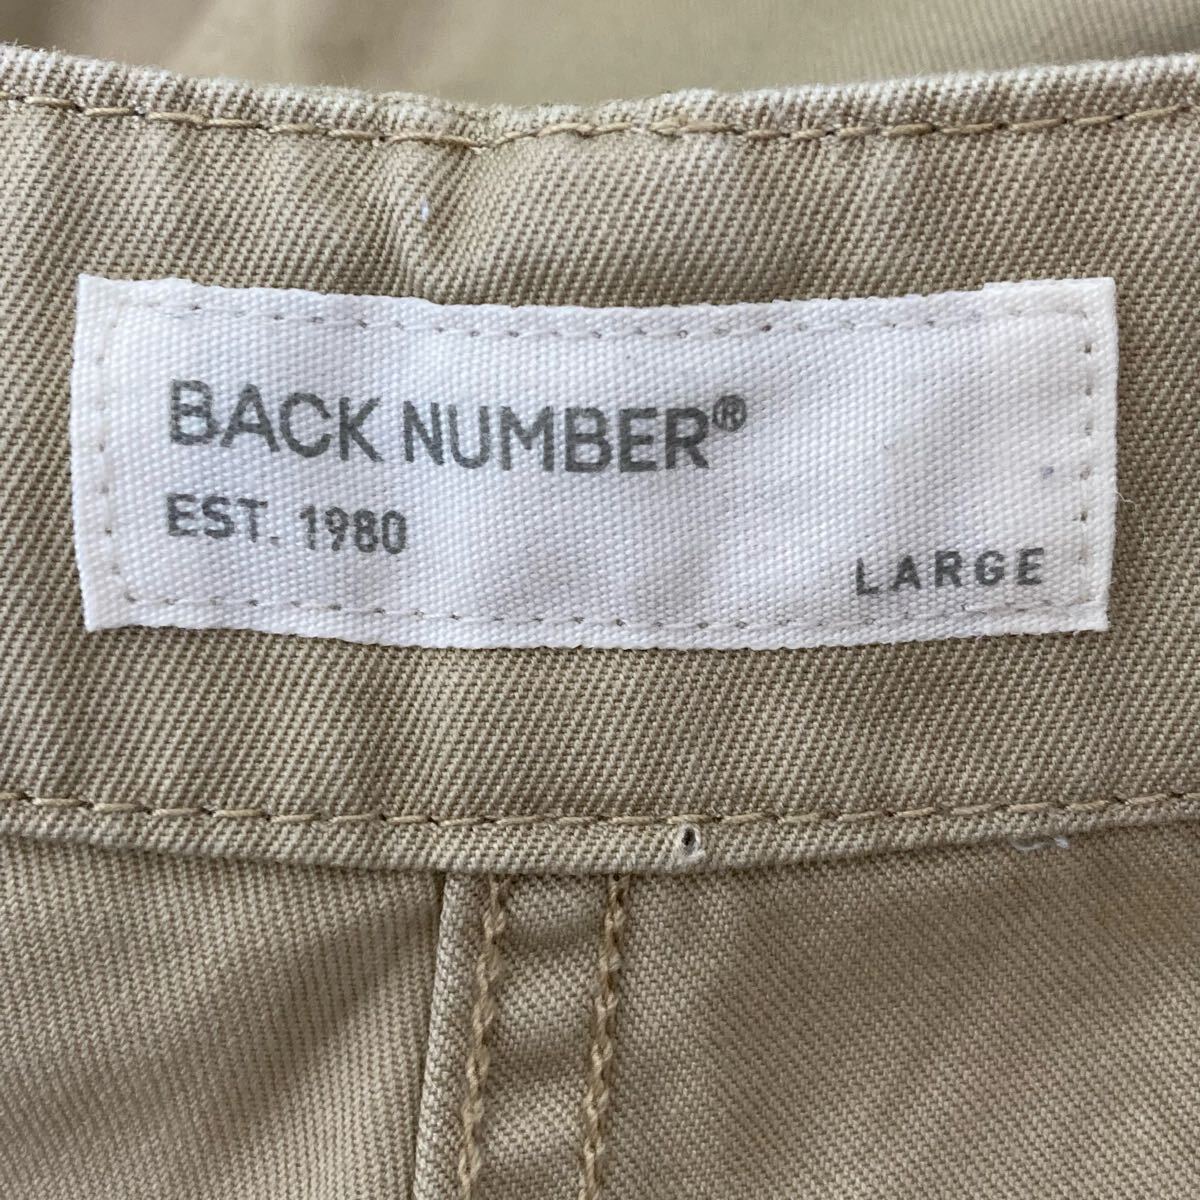 BACK NUMBER®
EST. 1980
LARGE